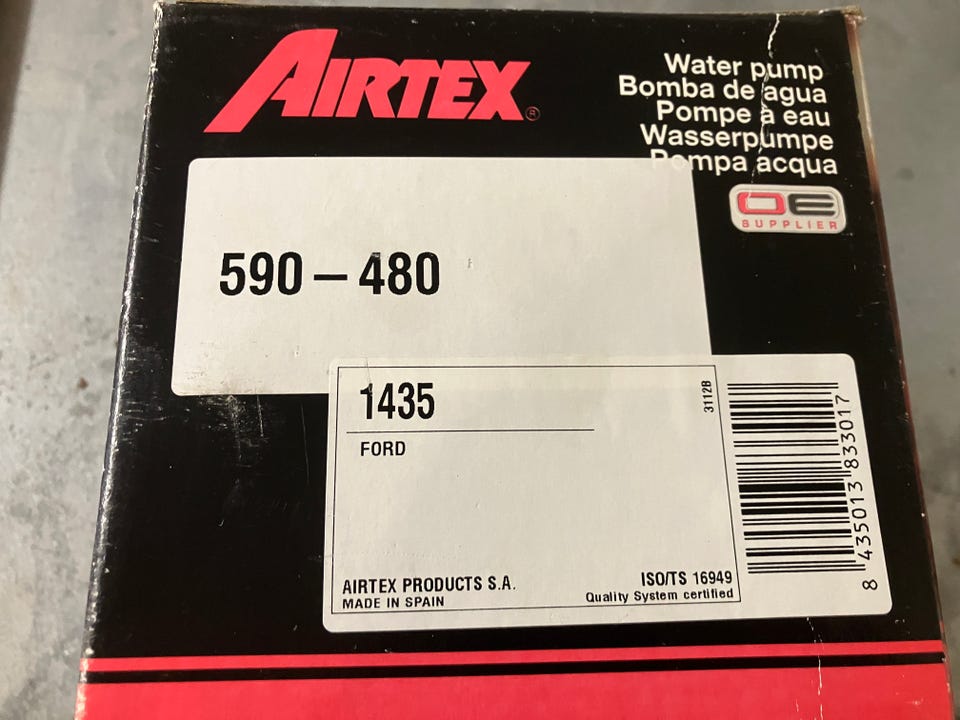 AIRTEX®
Water pump
Bomba de agua
Pompe à eau
Wasserpumpe
Pompa acqua
OE
SUPPLIER
590 – 480
1435
3112B
FORD
AIRTEX PRODUCTS S.A.
MADE IN SPAIN
ISO/TS 16949
Quality System certified
8 435013 833017